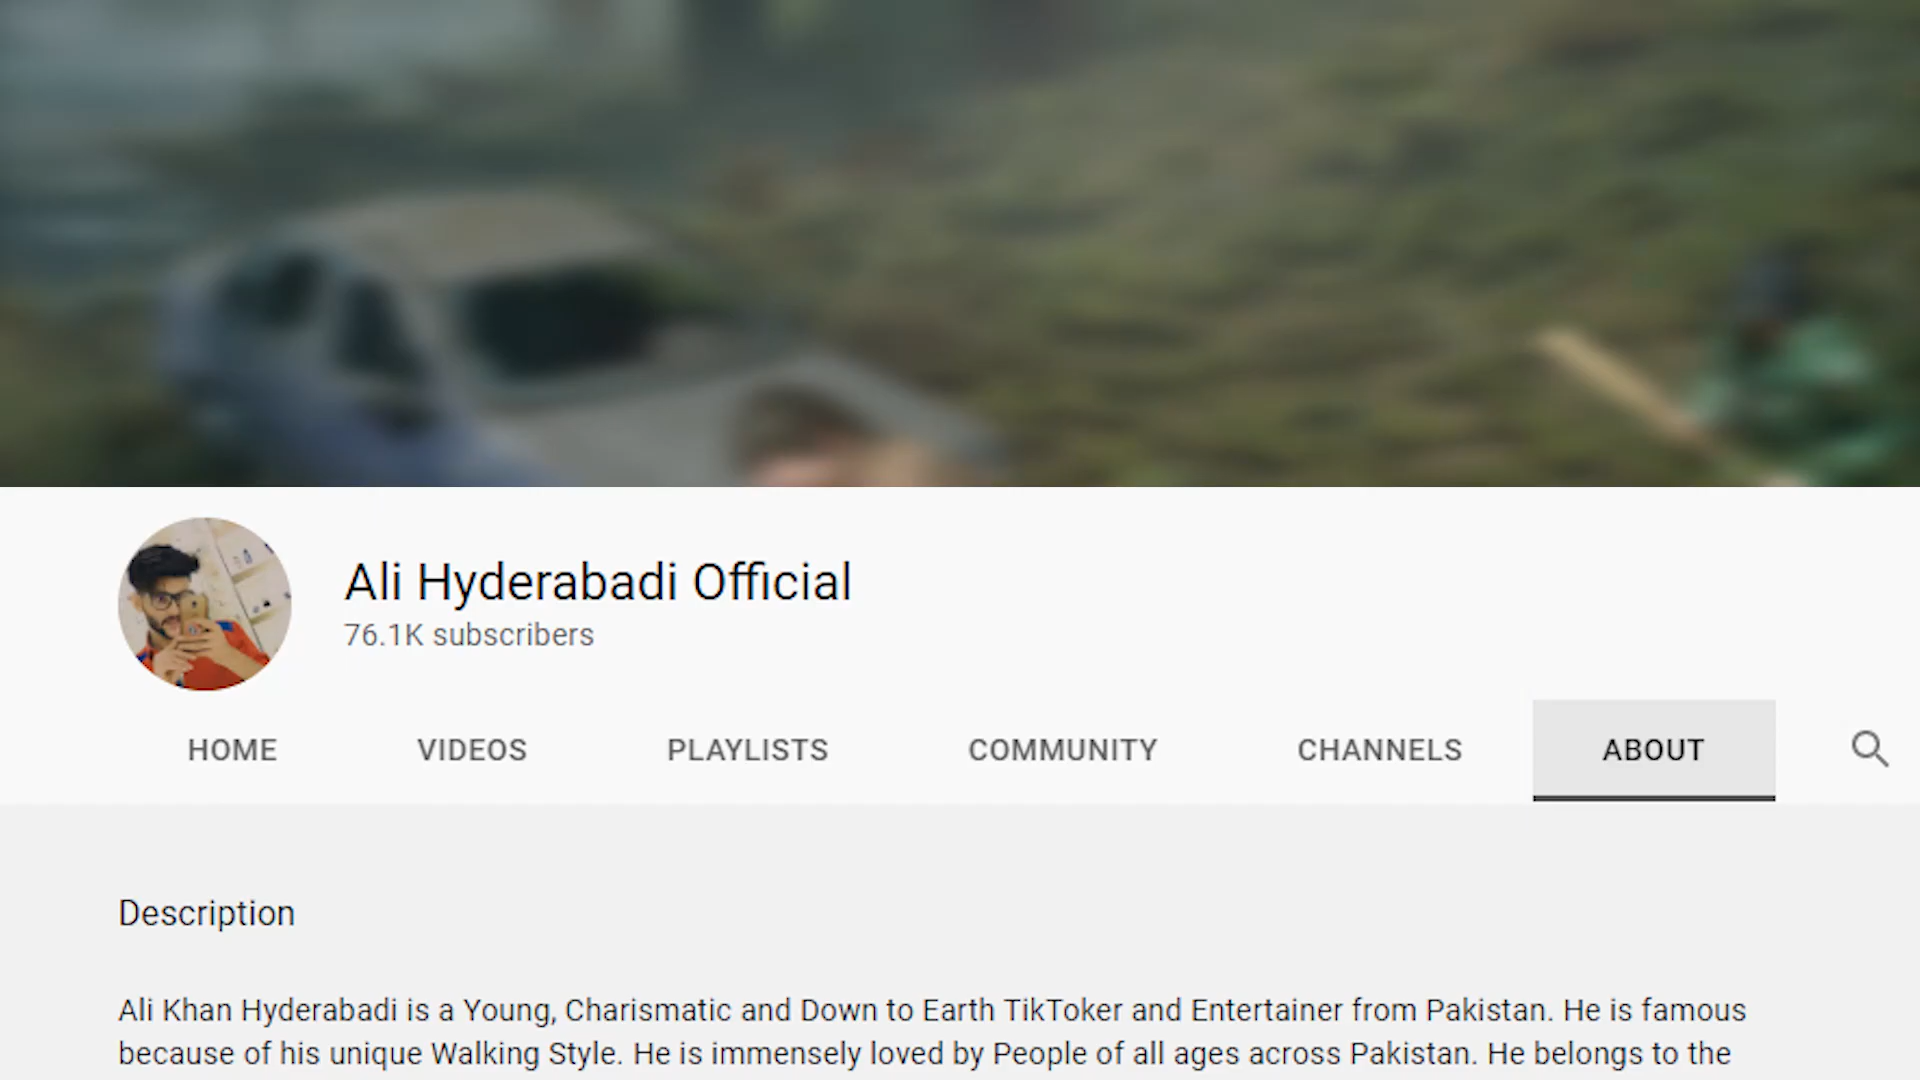 Ali Hyderabadi Official
76.1K subscribers
HOME VIDEOS PLAYLISTS COMMUNITY CHANNELS ABOUT
Description
Ali Khan Hyderabadi is a Young, Charismatic and Down to Earth TikToker and Entertainer from Pakistan. He is famous
because of his unique Walking Style. He is immensely loved by People of all ages across Pakistan. He belongs to the